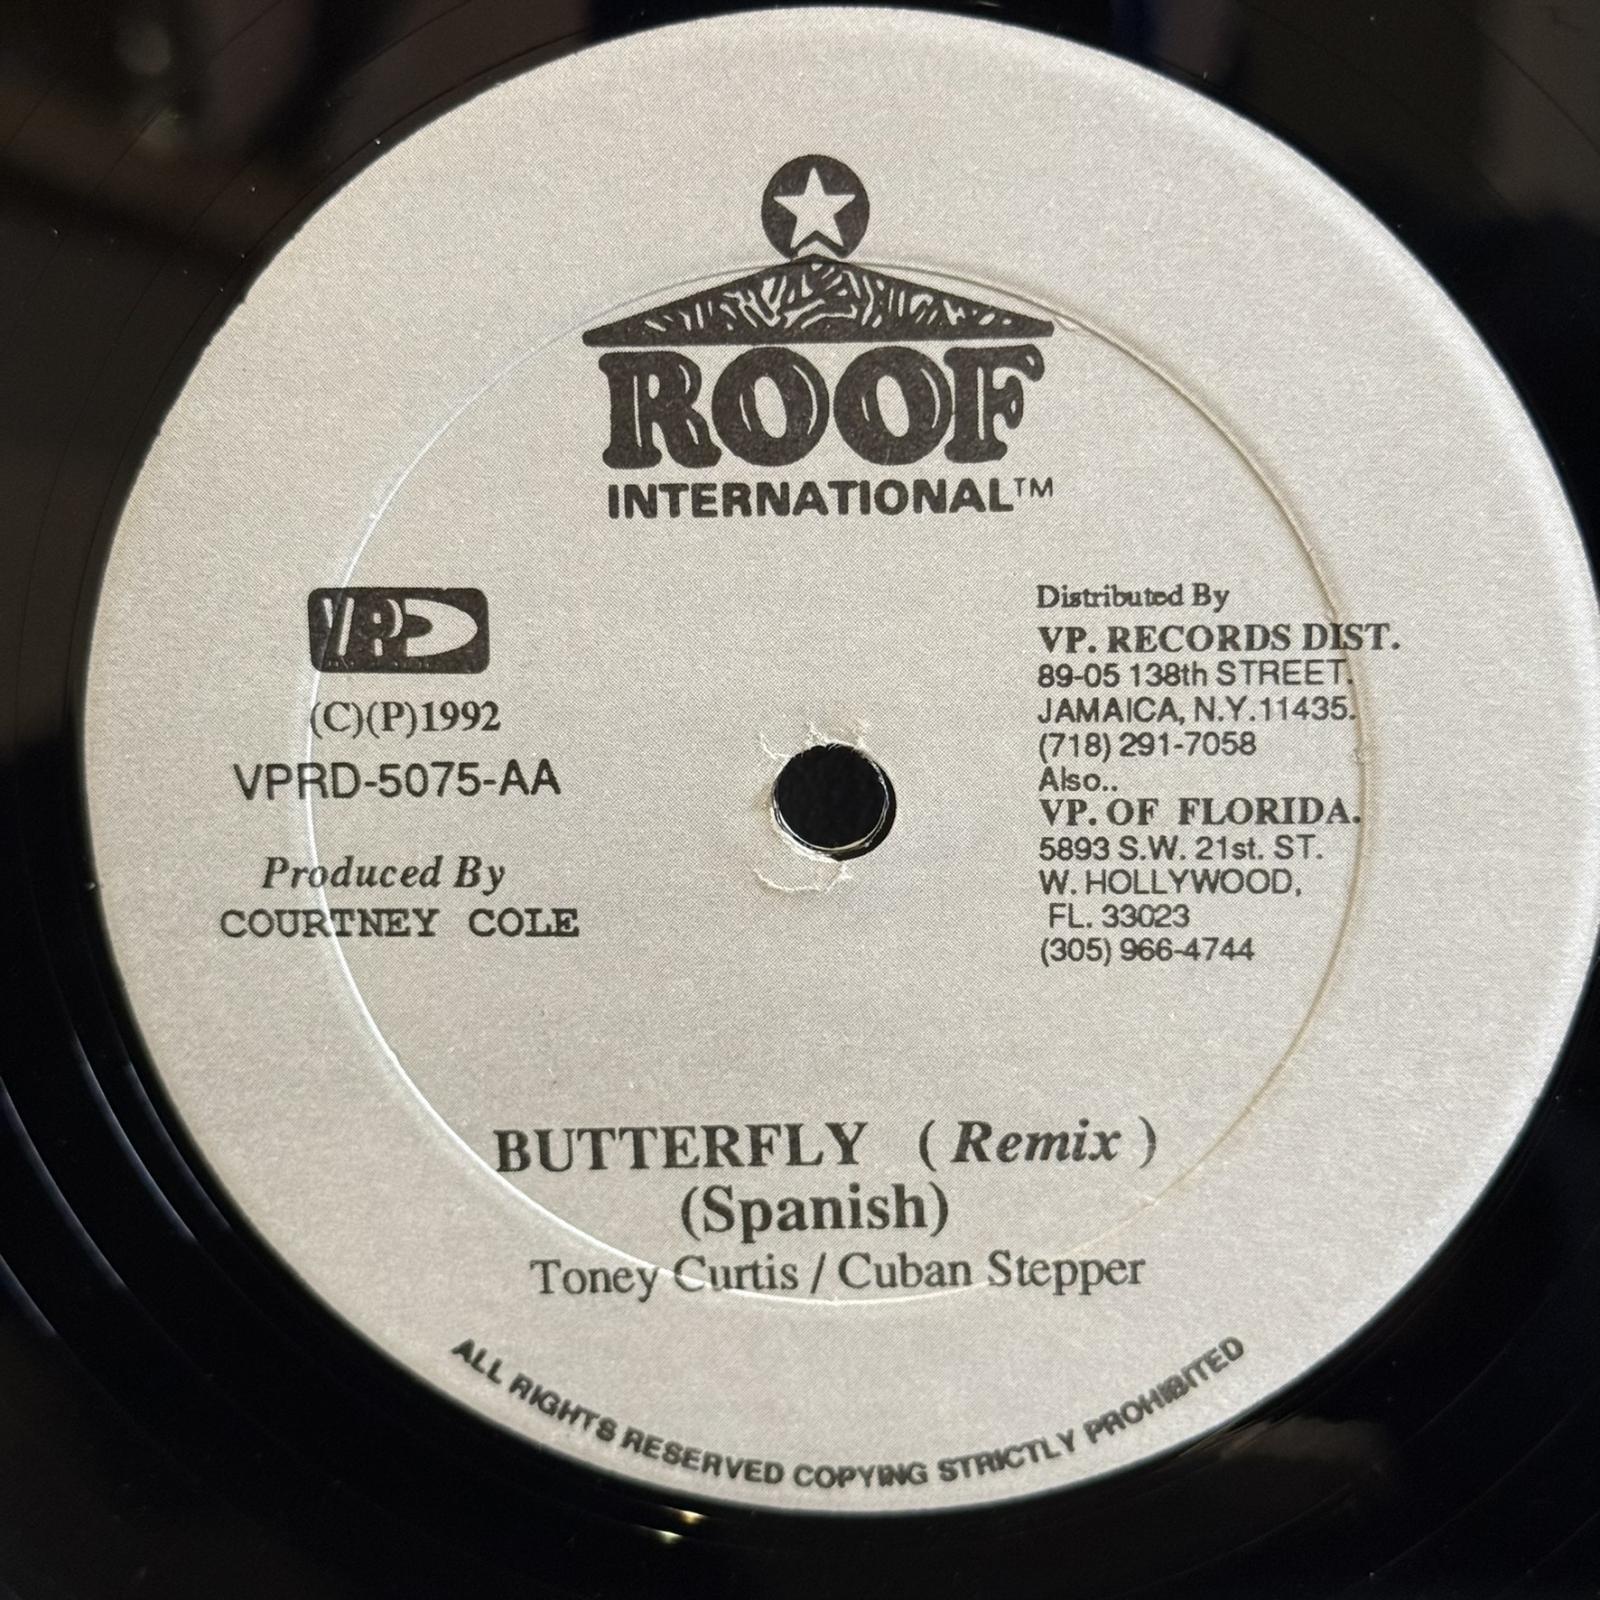 ROOF
INTERNATIONAL™
VPRD
(C)(P)1992
VPRD-5075-AA
Produced By
COURTNEY COLE
Distributed By
VP. RECORDS DIST.
89-05 138th STREET.
JAMAICA, N.Y.11435.
(718) 291-7058
Also..
VP. OF FLORIDA.
5893 S.W. 21st. ST.
W. HOLLYWOOD,
FL. 33023
(305) 966-4744
BUTTERFLY ( Remix )
(Spanish)
Toney Curtis / Cuban Stepper
ALL RIGHTS RESERVED COPYING STRICTLY PROHIBITED